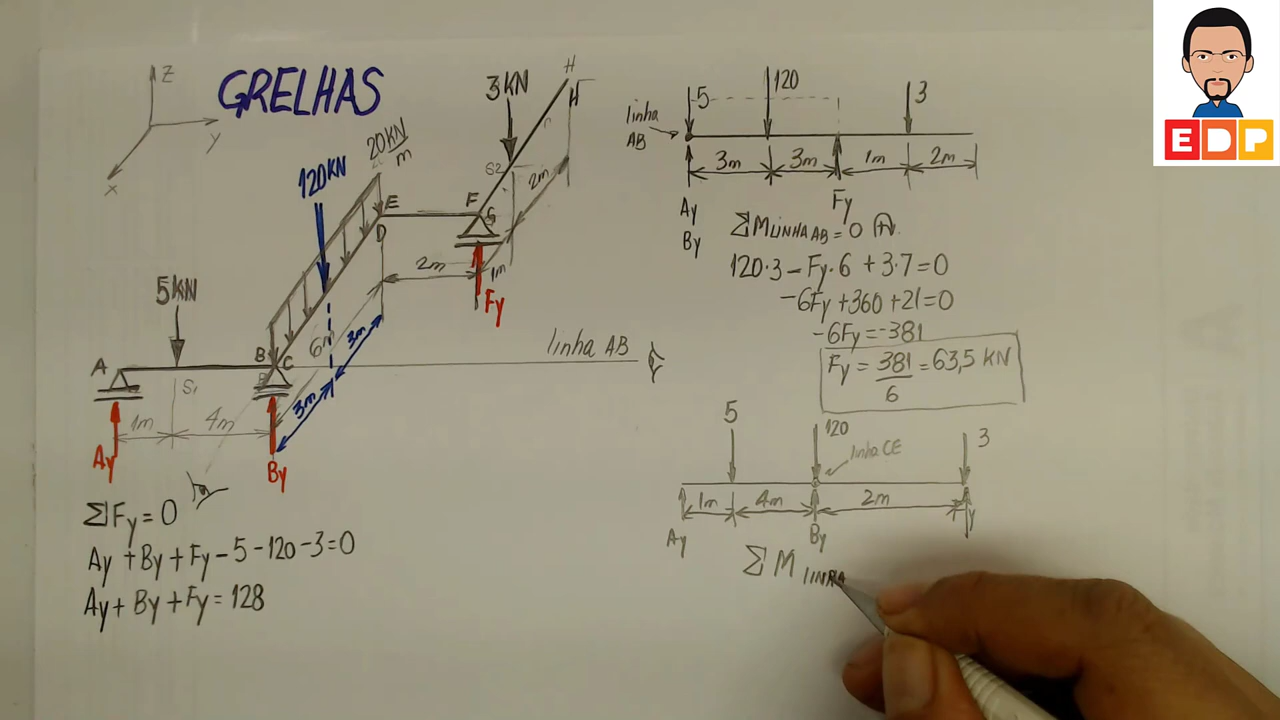 GRELHAS
Z
y
x
120KN
20KN/m
3KN
H
H
S2
2m
E
D
F
G
1m
2m
Fy
5KN
6m
3m
3m
A
B
C
B
S1
linha AB
1m
4m
Ay
By
ΣFy=0
Ay+By+Fy-5-120-3=0
Ay+By+Fy=128
5
120
3
linha
AB
3m
3m
1m
2m
Ay
By
Fy
ΣM LINHA AB=0
120·3-Fy·6+3·7=0
-6Fy+360+21=0
-6Fy=-381
Fy=381/6=63,5 KN
5
120
3
linha CE
1m
4m
2m
Ay
By
y
ΣM
EDP